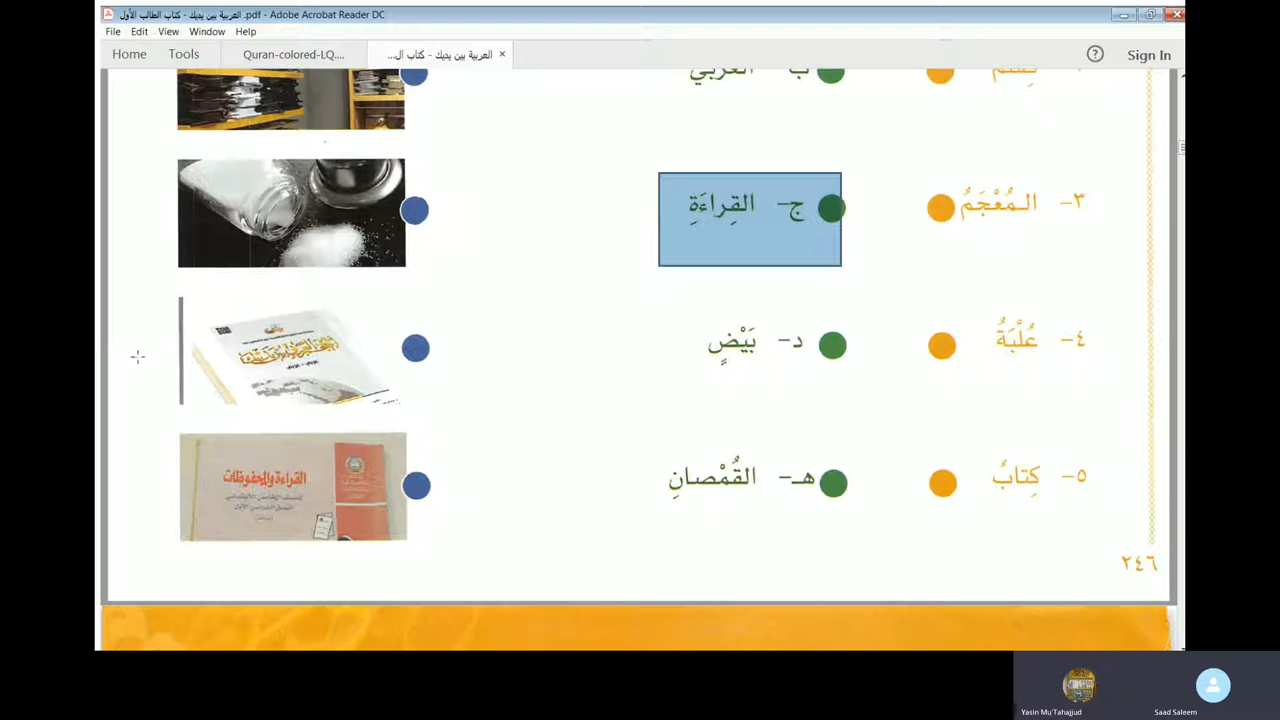 العربية بين يديك - كتاب الطالب الأول.pdf - Adobe Acrobat Reader DC
File Edit View Window Help
Home Tools Quran-colored-LQ.... العربية بين يديك - كتاب ال... × ? Sign In
ب- العربي
٣- الـمُعْجَمُ ج- القِراءَةِ
٤- عُلْبَةُ د- بَيْضٍ
٥- كِتابُ هـ- القُمْصانِ
القراءة والمحفوظات
٢٤٦
Yasin Mu'Tahajjud Saad Saleem